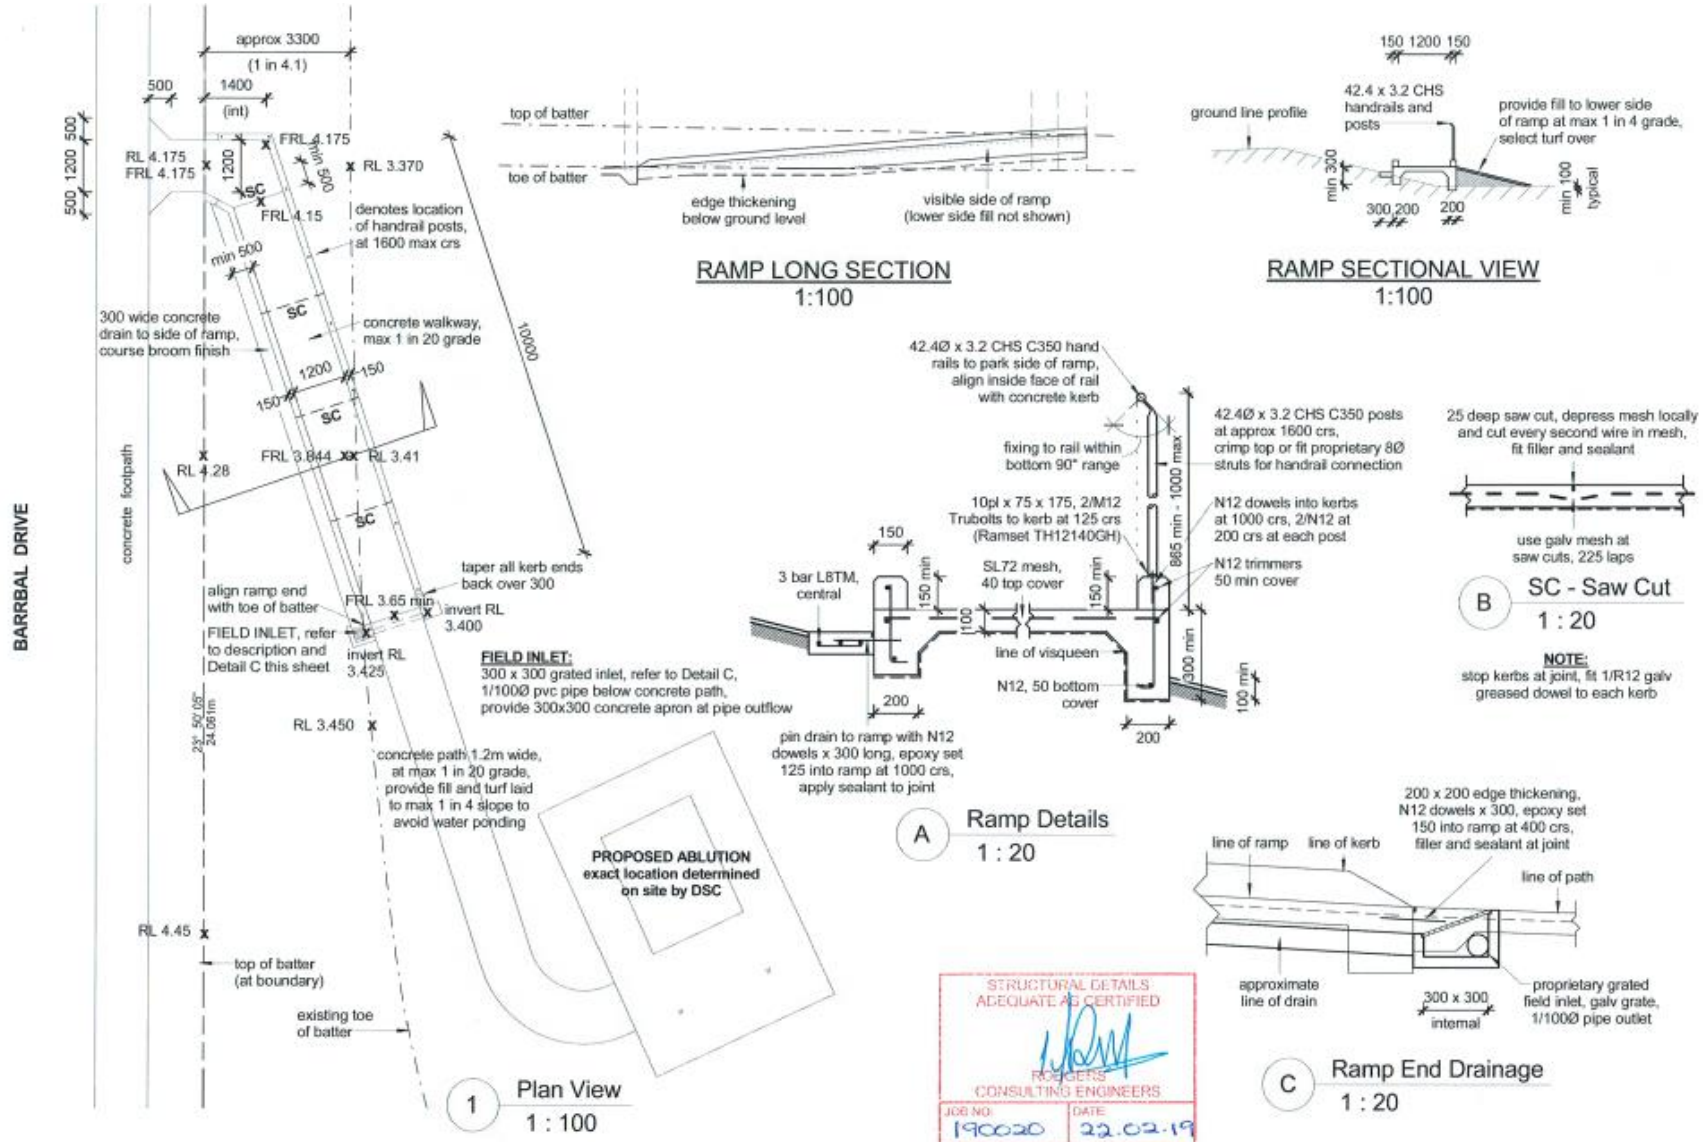 BARRBAL DRIVE
concrete footpath
approx 3300
(1 in 4.1)
500
1400
(int)
500
1200
500
RL 4.175
FRL 4.175
1200
FRL 4.175
min 500
RL 3.370
SC
FRL 4.15
denotes location
of handrail posts,
at 1600 max crs
min 500
10000
300 wide concrete
drain to side of ramp,
course broom finish
SC
concrete walkway,
max 1 in 20 grade
1200
150
150
SC
RL 4.28
FRL 3.844
RL 3.41
SC
align ramp end
with toe of batter
FRL 3.65 min
taper all kerb ends
back over 300
invert RL
3.400
FIELD INLET, refer
to description and
Detail C this sheet
invert RL
3.425
FIELD INLET:
300 x 300 grated inlet, refer to Detail C,
1/100Ø pvc pipe below concrete path,
provide 300x300 concrete apron at pipe outflow
23° 50' 05"
24.061m
RL 3.450
concrete path 1.2m wide,
at max 1 in 20 grade,
provide fill and turf laid
to max 1 in 4 slope to
avoid water ponding
PROPOSED ABLUTION
exact location determined
on site by DSC
RL 4.45
top of batter
(at boundary)
existing toe
of batter
1
Plan View
1 : 100
top of batter
toe of batter
edge thickening
below ground level
visible side of ramp
(lower side fill not shown)
RAMP LONG SECTION
1:100
150 1200 150
42.4 x 3.2 CHS
handrails and
posts
ground line profile
provide fill to lower side
of ramp at max 1 in 4 grade,
select turf over
min 300
min 100
typical
300 200
200
RAMP SECTIONAL VIEW
1:100
42.4Ø x 3.2 CHS C350 hand
rails to park side of ramp,
align inside face of rail
with concrete kerb
fixing to rail within
bottom 90° range
865 min - 1000 max
42.4Ø x 3.2 CHS C350 posts
at approx 1600 crs,
crimp top or fit proprietary 8Ø
struts for handrail connection
10pl x 75 x 175, 2/M12
Trubolts to kerb at 125 crs
(Ramset TH12140GH)
N12 dowels into kerbs
at 1000 crs, 2/N12 at
200 crs at each post
150
3 bar L8TM,
central
150 min
SL72 mesh,
40 top cover
150 min
N12 trimmers
50 min cover
100
line of visqueen
300 min
N12, 50 bottom
cover
100 min
200
200
pin drain to ramp with N12
dowels x 300 long, epoxy set
125 into ramp at 1000 crs,
apply sealant to joint
A
Ramp Details
1 : 20
25 deep saw cut, depress mesh locally
and cut every second wire in mesh,
fit filler and sealant
use galv mesh at
saw cuts, 225 laps
B
SC - Saw Cut
1 : 20
NOTE:
stop kerbs at joint, fit 1/R12 galv
greased dowel to each kerb
200 x 200 edge thickening,
N12 dowels x 300, epoxy set
150 into ramp at 400 crs,
filler and sealant at joint
line of ramp
line of kerb
line of path
approximate
line of drain
300 x 300
internal
proprietary grated
field inlet, galv grate,
1/100Ø pipe outlet
C
Ramp End Drainage
1 : 20
STRUCTURAL DETAILS
ADEQUATE AS CERTIFIED
RODGERS
CONSULTING ENGINEERS
JOB NO:
190020
DATE
22.02.19